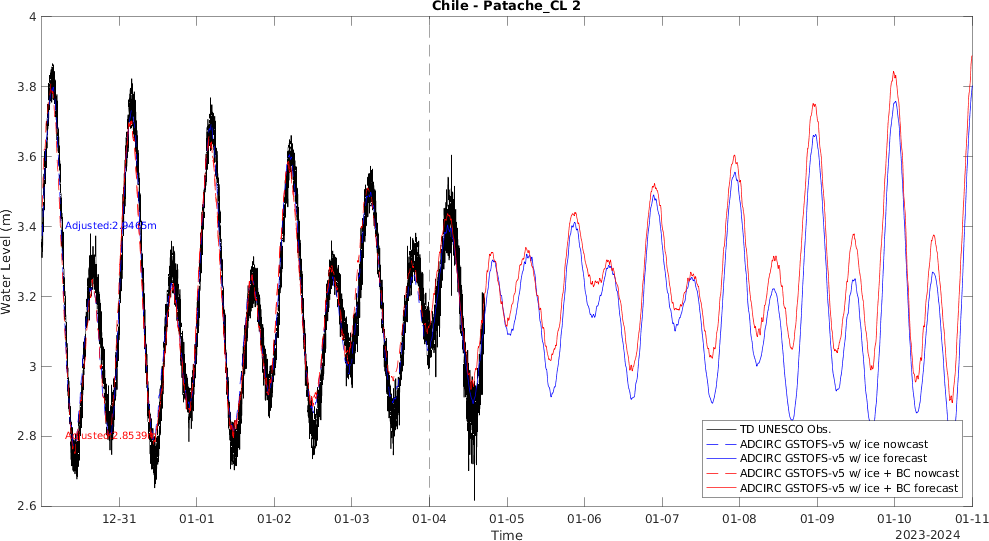 Chile - Patache_CL 2
4
3.8
3.6
3.4
3.2
3
2.8
2.6
Water Level (m)
Adjusted:2.9465m
Adjusted:2.8539m
TD UNESCO Obs.
ADCIRC GSTOFS-v5 w/ ice nowcast
ADCIRC GSTOFS-v5 w/ ice forecast
ADCIRC GSTOFS-v5 w/ ice + BC nowcast
ADCIRC GSTOFS-v5 w/ ice + BC forecast
12-31 01-01 01-02 01-03 01-04 01-05 01-06 01-07 01-08 01-09 01-10 01-11
Time
2023-2024